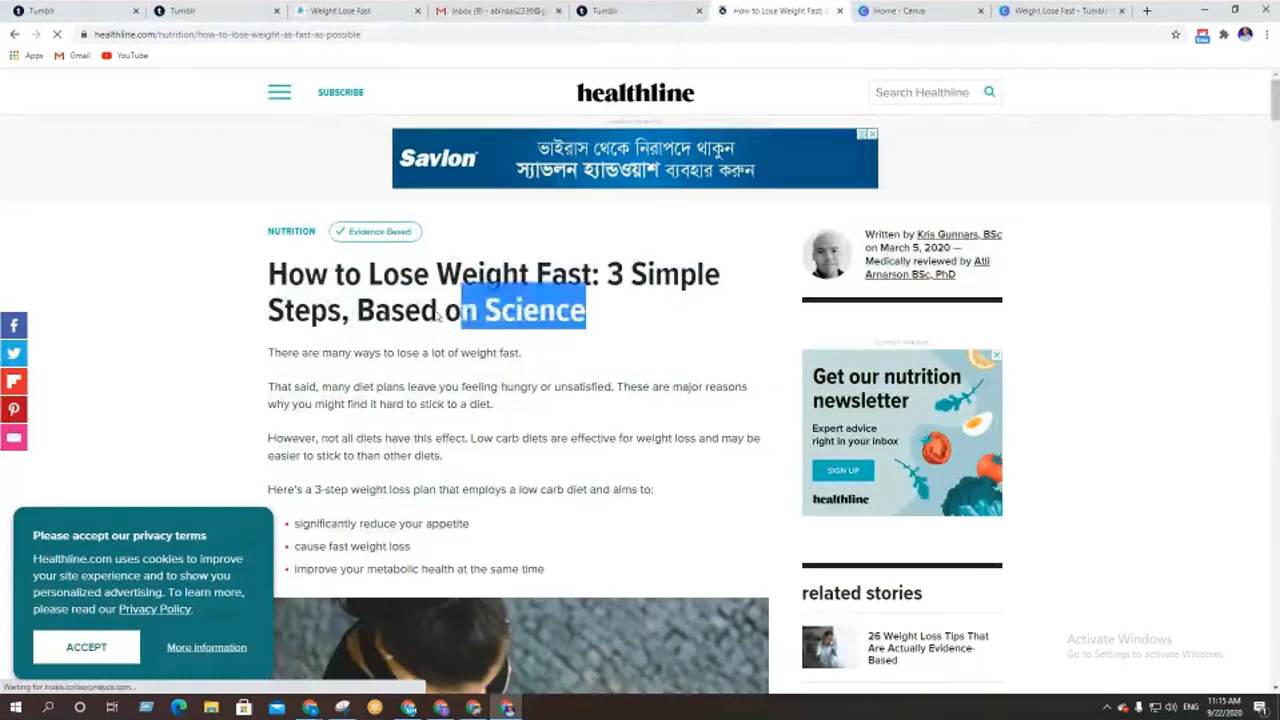 Tumblr
Tumblr
Weight Lose Fast
Tumblr
How to Lose Weight Fast:
Home - Canva
Weight Lose Fast - Tumblr
healthline.com/nutrition/how-to-lose-weight-as-fast-as-possible
Apps
Gmail
YouTube
SUBSCRIBE
healthline
Search Healthline
Savlon
ভাইরাস থেকে নিরাপদে থাকুন
স্যাভলন হ্যান্ডওয়াশ ব্যবহার করুন
NUTRITION
Evidence Based
How to Lose Weight Fast: 3 Simple
Steps, Based on Science
There are many ways to lose a lot of weight fast.
That said, many diet plans leave you feeling hungry or unsatisfied. These are major reasons
why you might find it hard to stick to a diet.
However, not all diets have this effect. Low carb diets are effective for weight loss and may be
easier to stick to than other diets.
Here's a 3-step weight loss plan that employs a low carb diet and aims to:
significantly reduce your appetite
cause fast weight loss
improve your metabolic health at the same time
Written by Kris Gunnars, BSc
on March 5, 2020 —
Medically reviewed by Atli
Arnarson BSc, PhD
Get our nutrition
newsletter
Expert advice
right in your inbox
SIGN UP
healthline
related stories
26 Weight Loss Tips That
Are Actually Evidence-
Based
Please accept our privacy terms
Healthline.com uses cookies to improve
your site experience and to show you
personalized advertising. To learn more,
please read our Privacy Policy.
ACCEPT
More information
Activate Windows
Go to Settings to activate Windows.
ENG
11:15 AM
9/22/2020